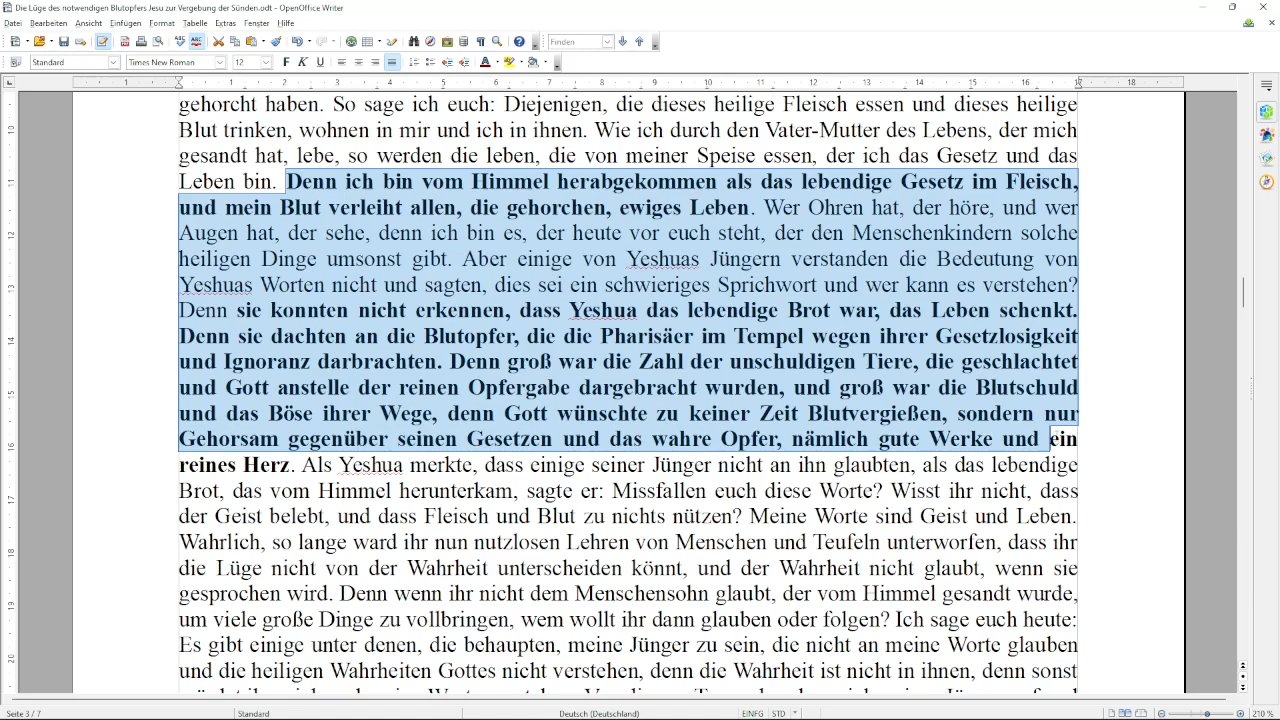 Die Lüge des notwendigen Blutopfers Jesu zur Vergebung der Sünden.odt - OpenOffice Writer
Datei Bearbeiten Ansicht Einfügen Format Tabelle Extras Fenster Hilfe
Finden
Standard Times New Roman 12 F K U
1 1 2 3 4 5 6 7 8 9 10 11 12 13 14 15 16 17 18
gehorcht haben. So sage ich euch: Diejenigen, die dieses heilige Fleisch essen und dieses heilige
Blut trinken, wohnen in mir und ich in ihnen. Wie ich durch den Vater-Mutter des Lebens, der mich
gesandt hat, lebe, so werden die leben, die von meiner Speise essen, der ich das Gesetz und das
Leben bin. Denn ich bin vom Himmel herabgekommen als das lebendige Gesetz im Fleisch,
und mein Blut verleiht allen, die gehorchen, ewiges Leben. Wer Ohren hat, der höre, und wer
Augen hat, der sehe, denn ich bin es, der heute vor euch steht, der den Menschenkindern solche
heiligen Dinge umsonst gibt. Aber einige von Yeshuas Jüngern verstanden die Bedeutung von
Yeshuas Worten nicht und sagten, dies sei ein schwieriges Sprichwort und wer kann es verstehen?
Denn sie konnten nicht erkennen, dass Yeshua das lebendige Brot war, das Leben schenkt.
Denn sie dachten an die Blutopfer, die die Pharisäer im Tempel wegen ihrer Gesetzlosigkeit
und Ignoranz darbrachten. Denn groß war die Zahl der unschuldigen Tiere, die geschlachtet
und Gott anstelle der reinen Opfergabe dargebracht wurden, und groß war die Blutschuld
und das Böse ihrer Wege, denn Gott wünschte zu keiner Zeit Blutvergießen, sondern nur
Gehorsam gegenüber seinen Gesetzen und das wahre Opfer, nämlich gute Werke und ein
reines Herz. Als Yeshua merkte, dass einige seiner Jünger nicht an ihn glaubten, als das lebendige
Brot, das vom Himmel herunterkam, sagte er: Missfallen euch diese Worte? Wisst ihr nicht, dass
der Geist belebt, und dass Fleisch und Blut zu nichts nützen? Meine Worte sind Geist und Leben.
Wahrlich, so lange ward ihr nun nutzlosen Lehren von Menschen und Teufeln unterworfen, dass ihr
die Lüge nicht von der Wahrheit unterscheiden könnt, und der Wahrheit nicht glaubt, wenn sie
gesprochen wird. Denn wenn ihr nicht dem Menschensohn glaubt, der vom Himmel gesandt wurde,
um viele große Dinge zu vollbringen, wem wollt ihr dann glauben oder folgen? Ich sage euch heute:
Es gibt einige unter denen, die behaupten, meine Jünger zu sein, die nicht an meine Worte glauben
und die heiligen Wahrheiten Gottes nicht verstehen, denn die Wahrheit ist nicht in ihnen, denn sonst
Seite 3 / 7 Standard Deutsch (Deutschland) EINFG STD * 210 %